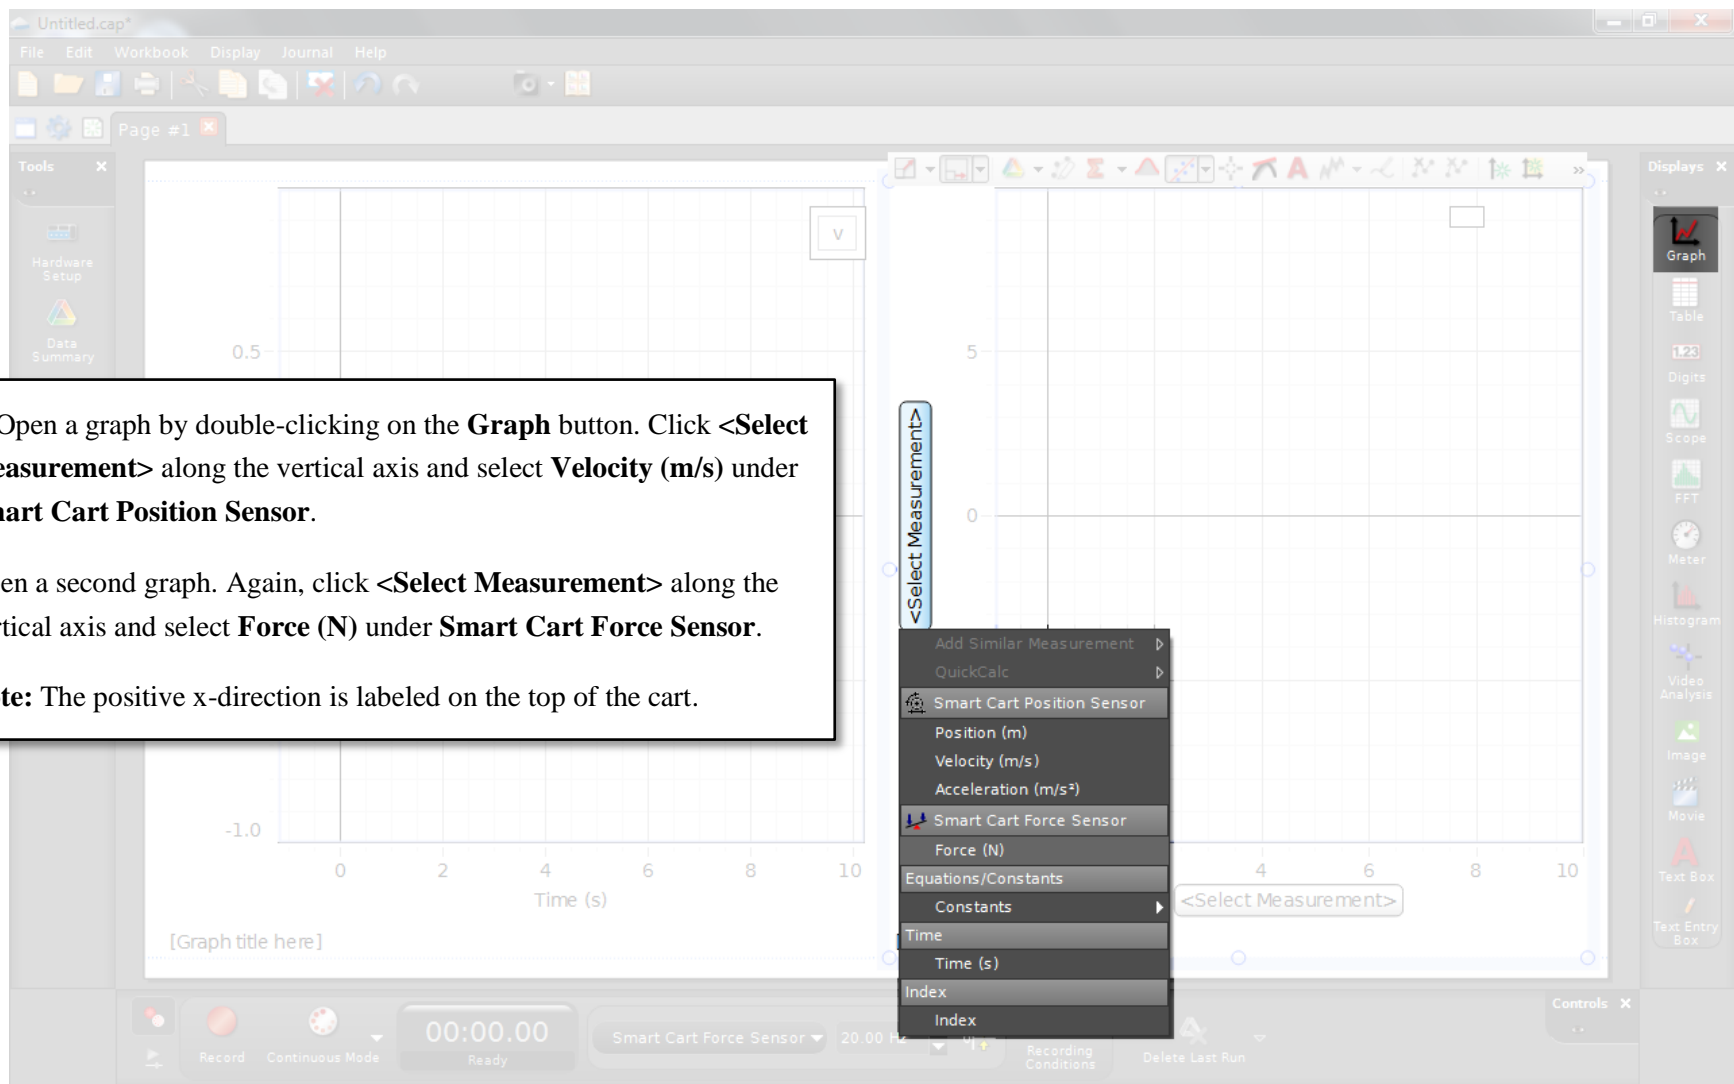 Untitled.cap*
File Edit Workbook Display Journal Help
Page #1
Tools
Displays
Hardware
Setup
Data
Summary
V
0.5
-1.0
0 2 4 6 8 10
Time (s)
[Graph title here]
Open a graph by double-clicking on the Graph button. Click <Select
easurement> along the vertical axis and select Velocity (m/s) under
art Cart Position Sensor.
en a second graph. Again, click <Select Measurement> along the
rtical axis and select Force (N) under Smart Cart Force Sensor.
te: The positive x-direction is labeled on the top of the cart.
5
0
<Select Measurement>
Add Similar Measurement
QuickCalc
Smart Cart Position Sensor
Position (m)
Velocity (m/s)
Acceleration (m/s²)
Smart Cart Force Sensor
Force (N)
Equations/Constants
Constants
Time
Time (s)
Index
Index
4 6 8 10
<Select Measurement>
Graph
Table
1.23
Digits
Scope
FFT
Meter
Histogram
Video
Analysis
Image
Movie
Text Box
Text Entry
Box
Record
Continuous Mode
00:00.00
Ready
Smart Cart Force Sensor
20.00
Recording
Conditions
Delete Last Run
Controls